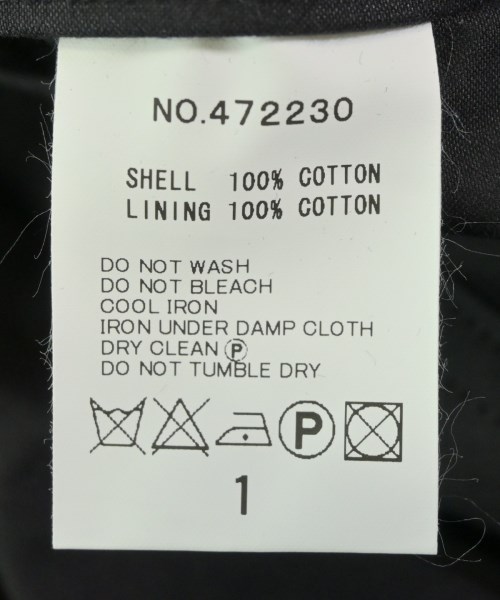 NO.472230
SHELL 100% COTTON
LINING 100% COTTON
DO NOT WASH
DO NOT BLEACH
COOL IRON
IRON UNDER DAMP CLOTH
DRY CLEAN Ⓟ
DO NOT TUMBLE DRY
P
1